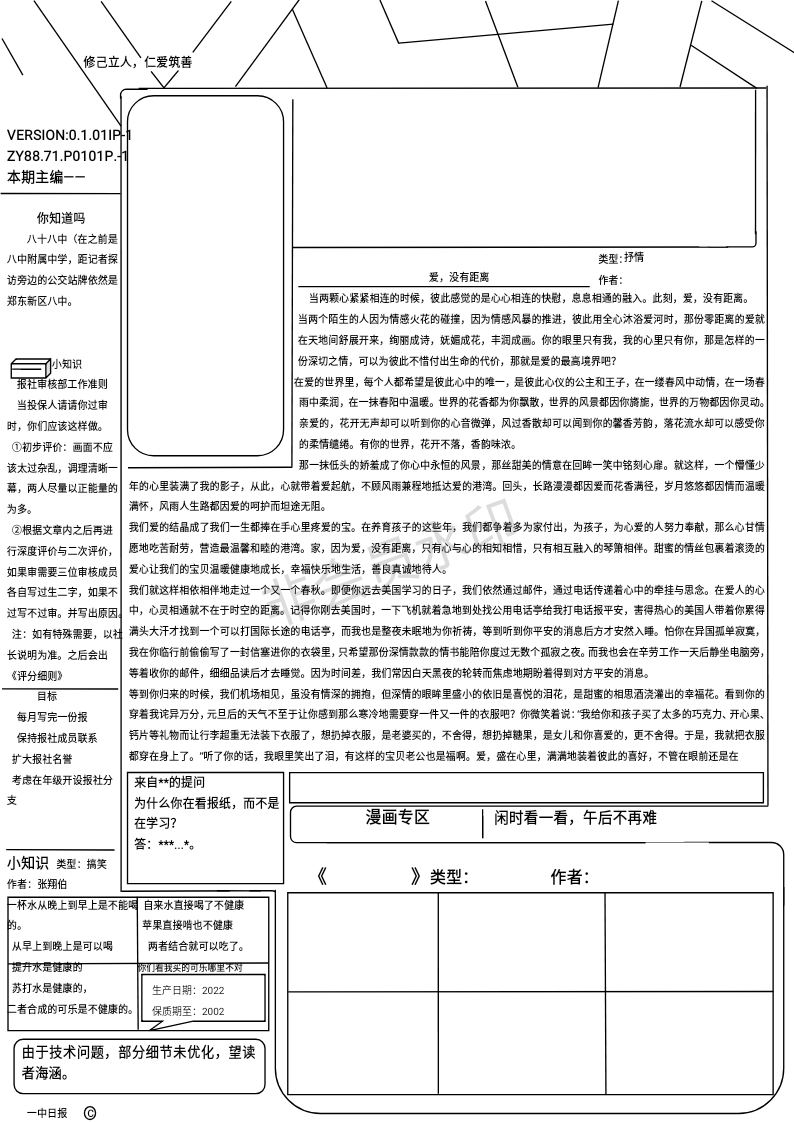 修己立人，仁爱筑善
VERSION:0.1.01IP-1
ZY88.71.P0101P.-1
本期主编——
你知道吗
八十八中（在之前是
八中附属中学，距记者探
访旁边的公交站牌依然是
郑东新区八中。
小知识
报社审核部工作准则
当投保人请请你过审
时，你们应该这样做。
①初步评价：画面不应
该太过杂乱，调理清晰一
幕，两人尽量以正能量的
为多。
②根据文章内之后再进
行深度评价与二次评价，
如果审需要三位审核成员
各自写过生二字，如果不
过写不过审。并写出原因。
注：如有特殊需要，以社
长说明为准。之后会出
《评分细则》
目标
每月写完一份报
保持报社成员联系
扩大报社名誉
考虑在年级开设报社分
支
类型：抒情
爱，没有距离
作者：
当两颗心紧紧相连的时候，彼此感觉的是心心相连的快慰，息息相通的融入。此刻，爱，没有距离。
当两个陌生的人因为情感火花的碰撞，因为情感风暴的推进，彼此用全心沐浴爱河时，那份零距离的爱就
在天地间舒展开来，绚丽成诗，妩媚成花，丰润成画。你的眼里只有我，我的心里只有你，那是怎样的一
份深切之情，可以为彼此不惜付出生命的代价，那就是爱的最高境界吧？
在爱的世界里，每个人都希望是彼此心中的唯一，是彼此心仪的公主和王子，在一缕春风中动情，在一场春
雨中柔润，在一抹春阳中温暖。世界的花香都为你飘散，世界的风景都因你旖旎，世界的万物都因你灵动。
亲爱的，花开无声却可以听到你的心音微弹，风过香散却可以闻到你的馨香芳韵，落花流水却可以感受你
的柔情缱绻。有你的世界，花开不落，香韵味浓。
那一抹低头的娇羞成了你心中永恒的风景，那丝甜美的情意在回眸一笑中铭刻心扉。就这样，一个懵懂少
年的心里装满了我的影子，从此，心就带着爱起航，不顾风雨兼程地抵达爱的港湾。回头，长路漫漫都因爱而花香满径，岁月悠悠都因情而温暖
满怀，风雨人生路都因爱的呵护而坦途无阻。
我们爱的结晶成了我们一生都捧在手心里疼爱的宝。在养育孩子的这些年，我们都争着多为家付出，为孩子，为心爱的人努力奉献，那么心甘情
愿地吃苦耐劳，营造最温馨和睦的港湾。家，因为爱，没有距离，只有心与心的相知相惜，只有相互融入的琴箫相伴。甜蜜的情丝包裹着滚烫的
爱心让我们的宝贝温暖健康地成长，幸福快乐地生活，善良真诚地待人。
我们就这样相依相伴地走过一个又一个春秋。即便你远去美国学习的日子，我们依然通过邮件，通过电话传递着心中的牵挂与思念。在爱人的心
中，心灵相通就不在于时空的距离。记得你刚去美国时，一下飞机就着急地到处找公用电话亭给我打电话报平安，害得热心的美国人带着你累得
满头大汗才找到一个可以打国际长途的电话亭，而我也是整夜未眠地为你祈祷，等到听到你平安的消息后方才安然入睡。怕你在异国孤单寂寞，
我在你临行前偷偷写了一封信塞进你的衣袋里，只希望那份深情款款的情书能陪你度过无数个孤寂之夜。而我也会在辛劳工作一天后静坐电脑旁，
等着收你的邮件，细细品读后才去睡觉。因为时间差，我们常因白天黑夜的轮转而焦虑地期盼着得到对方平安的消息。
等到你归来的时候，我们机场相见，虽没有情深的拥抱，但深情的眼眸里盛小的依旧是喜悦的泪花，是甜蜜的相思酒浇灌出的幸福花。看到你的
穿着我诧异万分，元旦后的天气不至于让你感到那么寒冷地需要穿一件又一件的衣服吧？你微笑着说：“我给你和孩子买了太多的巧克力、开心果、
钙片等礼物而让行李超重无法装下衣服了，想扔掉衣服，是老婆买的，不舍得，想扔掉糖果，是女儿和你喜爱的，更不舍得。于是，我就把衣服
都穿在身上了。”听了你的话，我眼里笑出了泪，有这样的宝贝老公也是福啊。爱，盛在心里，满满地装着彼此的喜好，不管在眼前还是在
非会员水印
来自**的提问
为什么你在看报纸，而不是
在学习？
答：***...*。
漫画专区
闲时看一看，午后不再难
《 》类型： 作者：
小知识 类型：搞笑
作者：张翔伯
一杯水从晚上到早上是不能喝
的。
从早上到晚上是可以喝
提升水是健康的
苏打水是健康的，
二者合成的可乐是不健康的。
自来水直接喝了不健康
苹果直接啃也不健康
两者结合就可以吃了。
你们看我买的可乐哪里不对
生产日期：2022
保质期至：2002
由于技术问题，部分细节未优化，望读
者海涵。
一中日报 ©